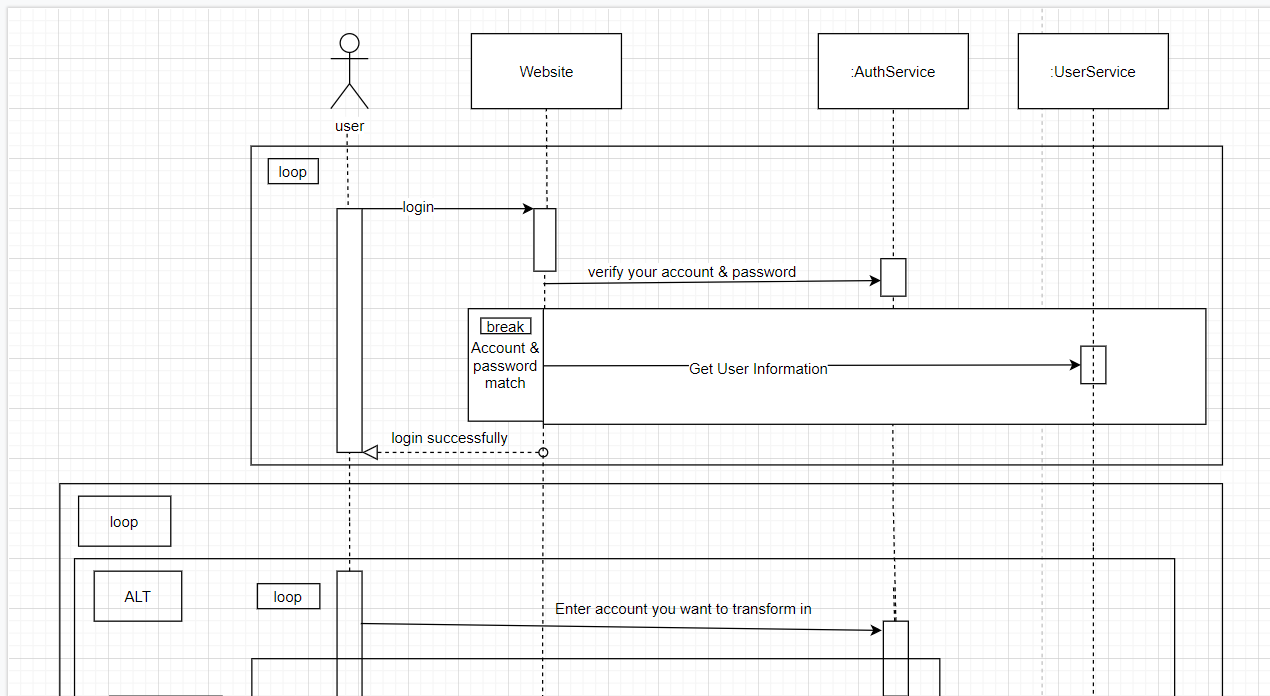 Website
:AuthService
:UserService
user
loop
login
verify your account & password
break
Account &
password
match
Get User Information
login successfully
loop
ALT
loop
Enter account you want to transform in